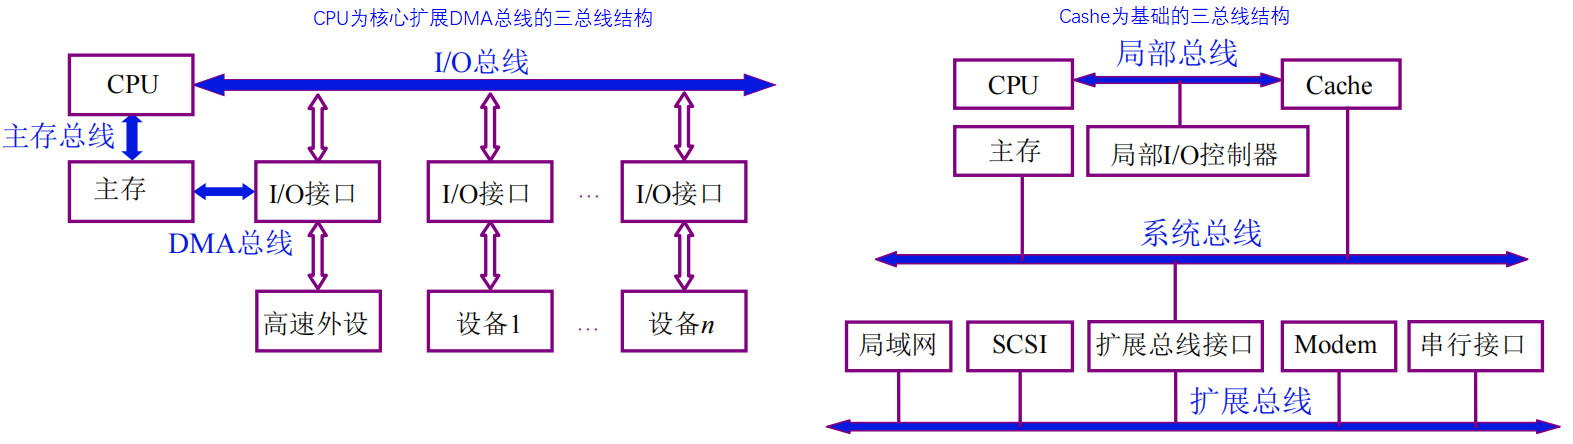 CPU为核心扩展DMA总线的三总线结构
I/O总线
CPU
主存总线
主存
I/O接口
I/O接口
...
I/O接口
DMA总线
高速外设
设备1
...
设备n
Cashe为基础的三总线结构
局部总线
CPU
Cache
主存
局部I/O控制器
系统总线
局域网
SCSI
扩展总线接口
Modem
串行接口
扩展总线